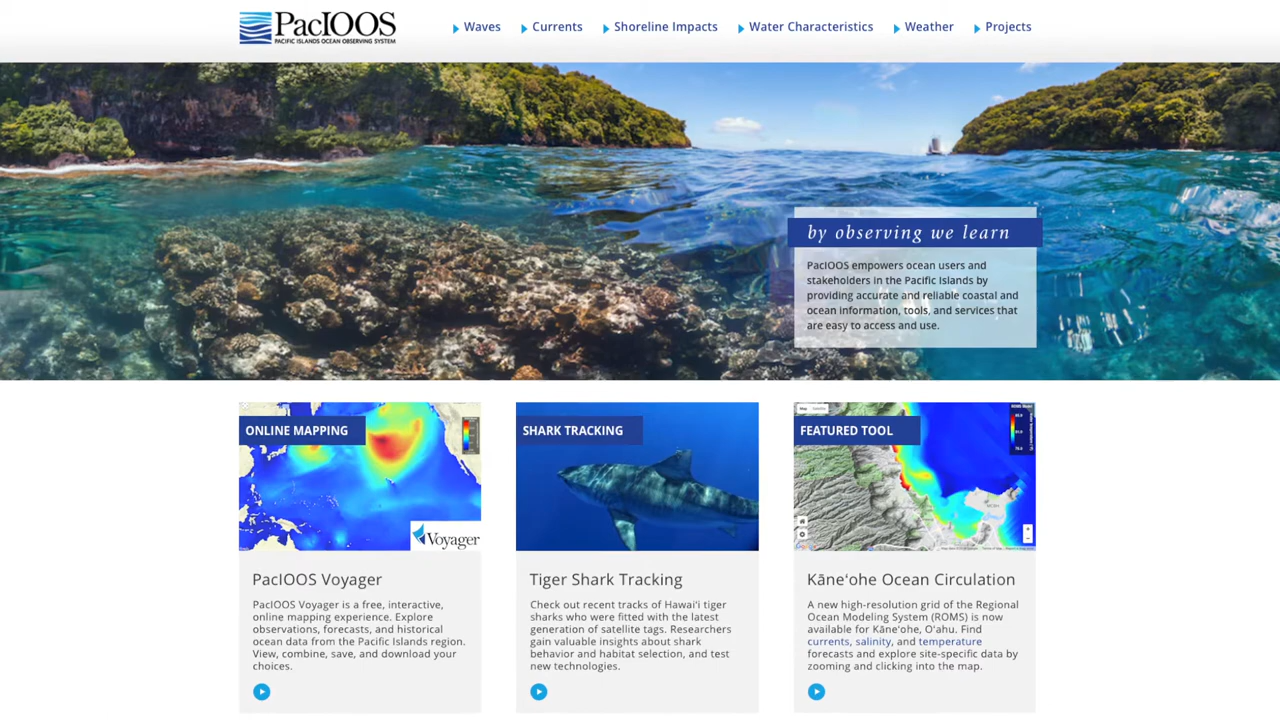 PacIOOS
PACIFIC ISLANDS OCEAN OBSERVING SYSTEM
Waves
Currents
Shoreline Impacts
Water Characteristics
Weather
Projects
by observing we learn
PacIOOS empowers ocean users and
stakeholders in the Pacific Islands by
providing accurate and reliable coastal and
ocean information, tools, and services that
are easy to access and use.
ONLINE MAPPING
Voyager
PacIOOS Voyager
PacIOOS Voyager is a free, interactive,
online mapping experience. Explore
observations, forecasts, and historical
ocean data from the Pacific Islands region.
View, combine, save, and download your
choices.
SHARK TRACKING
Tiger Shark Tracking
Check out recent tracks of Hawaiʻi tiger
sharks who were fitted with the latest
generation of satellite tags. Researchers
gain valuable insights about shark
behavior and habitat selection, and test
new technologies.
Map
FEATURED TOOL
Kāneʻohe Ocean Circulation
A new high-resolution grid of the Regional
Ocean Modeling System (ROMS) is now
available for Kāneʻohe, Oʻahu. Find
currents, salinity, and temperature
forecasts and explore site-specific data by
zooming and clicking into the map.